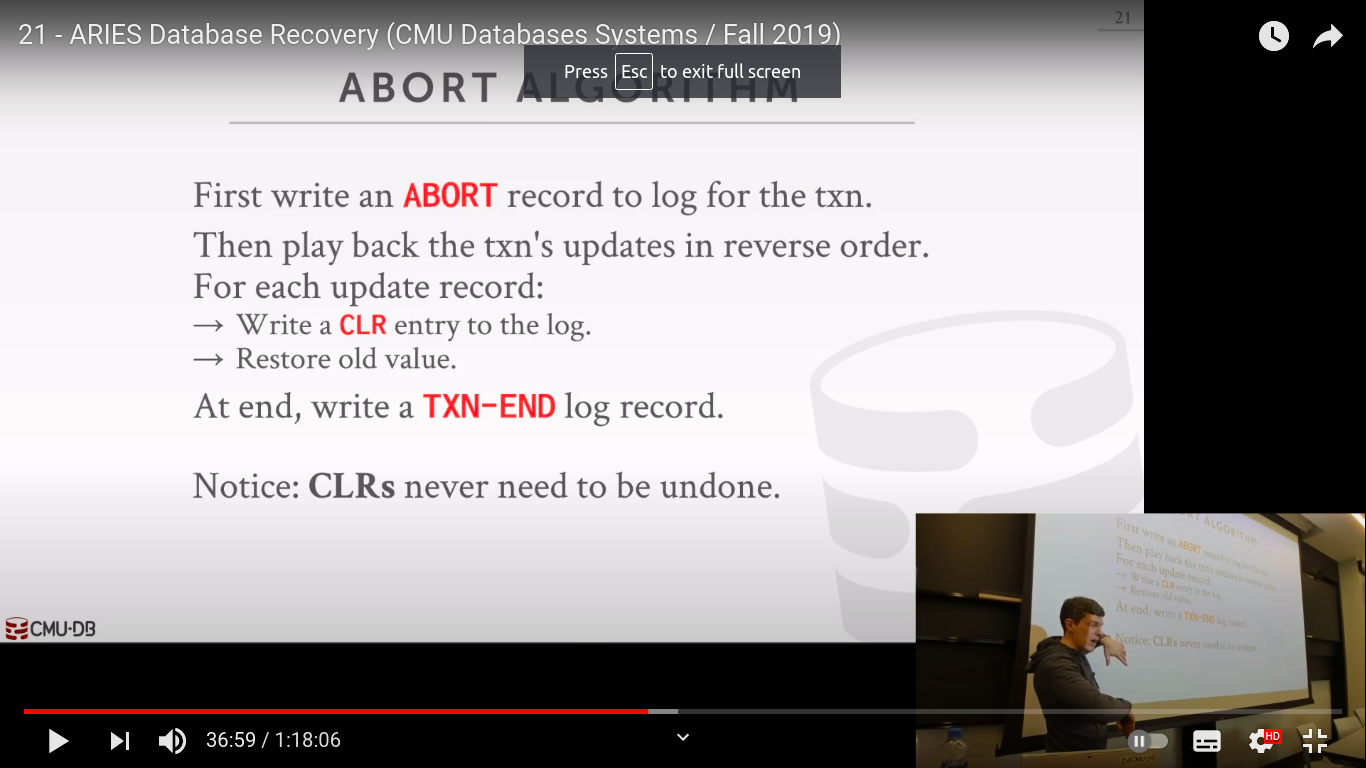 21
21 - ARIES Database Recovery (CMU Databases Systems / Fall 2019)
Press Esc to exit full screen
ABORT ALGORITHM
First write an ABORT record to log for the txn.
Then play back the txn's updates in reverse order.
For each update record:
→ Write a CLR entry to the log.
→ Restore old value.
At end, write a TXN-END log record.
Notice: CLRs never need to be undone.
CMU·DB
ALGORITHM
First write an ABORT record to log for the txn.
Then play back the txn's updates in reverse
For each update record:
→ Write a CLR entry to the log.
→ Restore old value.
At end, write a TXN-END log record.
Notice: CLRs never need to be undone.
36:59 / 1:18:06
HD